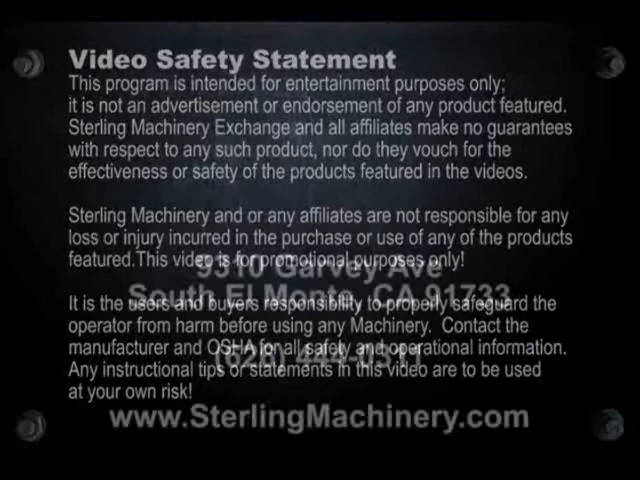 Video Safety Statement
This program is intended for entertainment purposes only;
it is not an advertisement or endorsement of any product featured.
Sterling Machinery Exchange and all affiliates make no guarantees
with respect to any such product, nor do they vouch for the
effectiveness or safety of the products featured in the videos.
Sterling Machinery and or any affiliates are not responsible for any
loss or injury incurred in the purchase or use of any of the products
featured.This video is for promotional purposes only!
9310 Garvey Ave
South El Monte, CA 91733
It is the users and buyers responsibility to properly safeguard the
operator from harm before using any Machinery. Contact the
manufacturer and OSHA for all safety and operational information.
(626) 444-0311
Any instructional tips or statements in this video are to be used
at your own risk!
www.SterlingMachinery.com